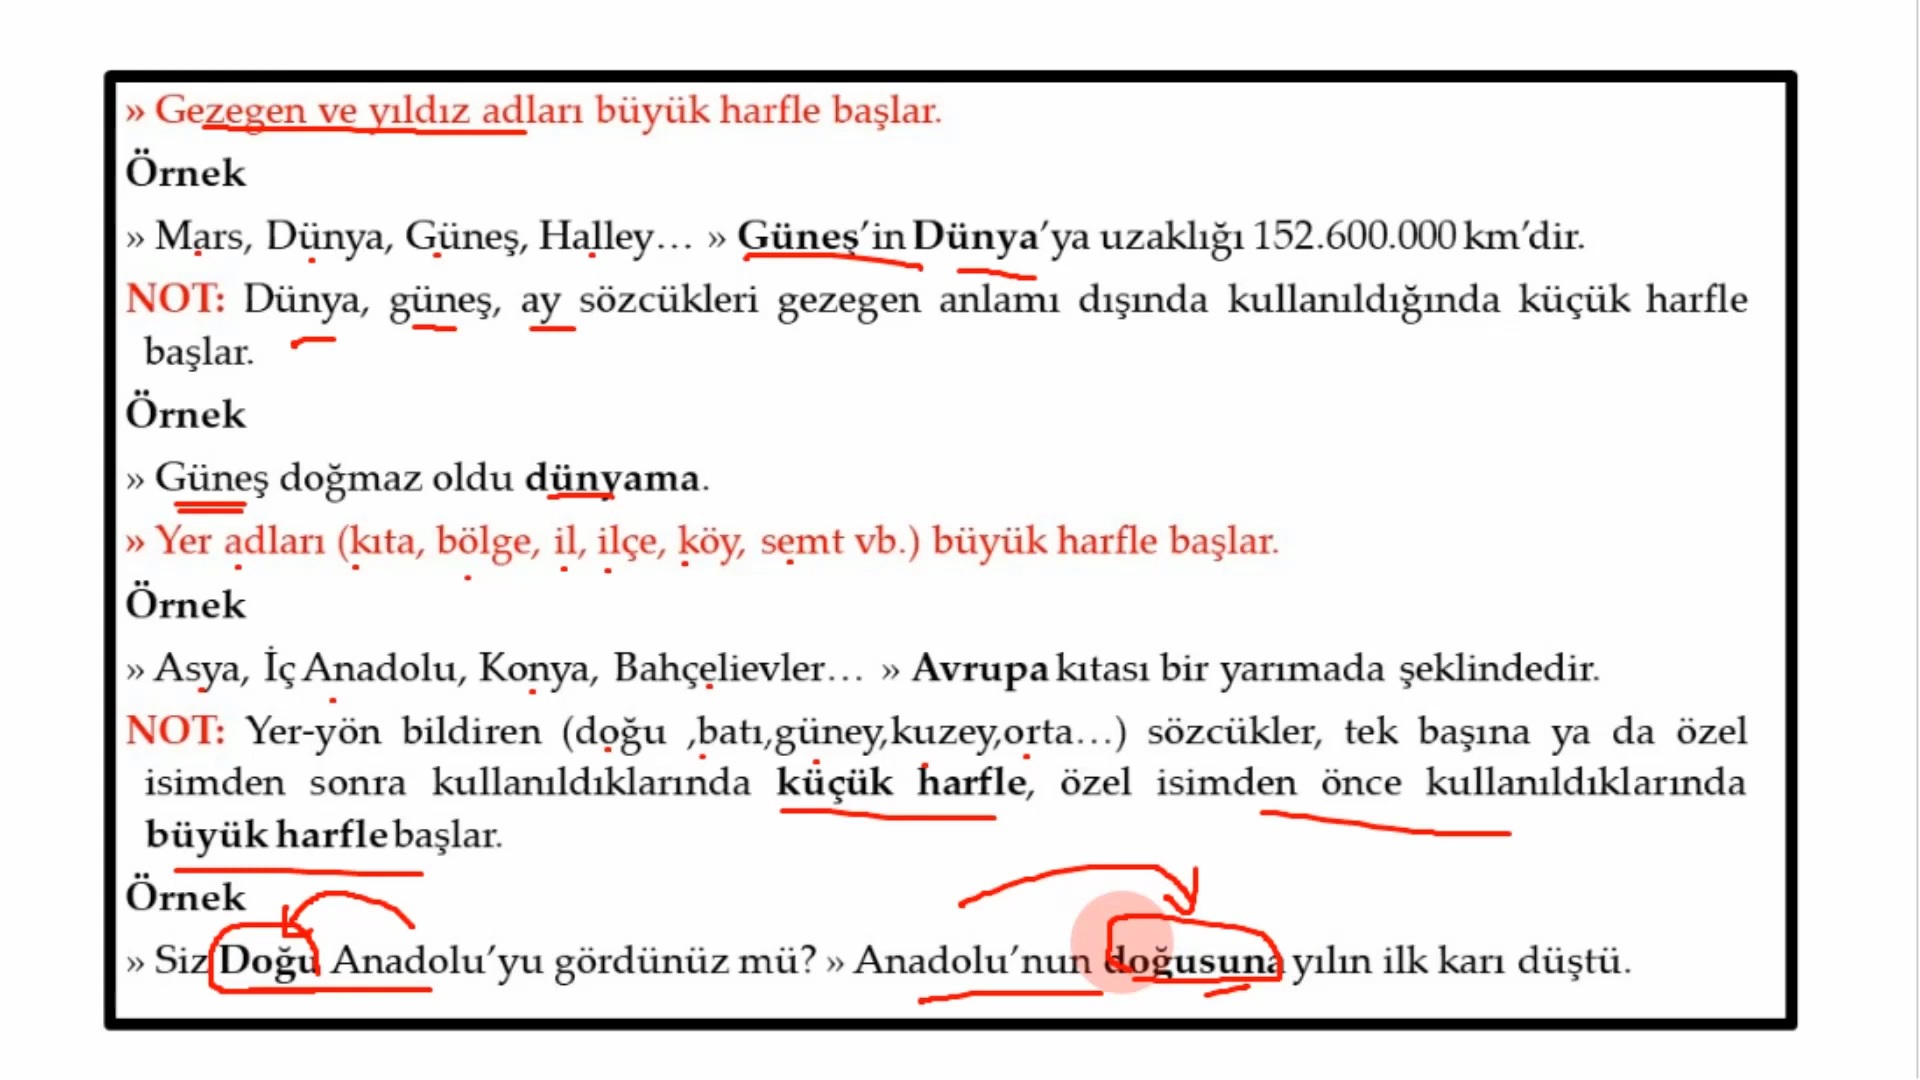 » Gezegen ve yıldız adları büyük harfle başlar.
Örnek
» Mars, Dünya, Güneş, Halley… » Güneş’in Dünya’ya uzaklığı 152.600.000 km’dir.
NOT: Dünya, güneş, ay sözcükleri gezegen anlamı dışında kullanıldığında küçük harfle
başlar.
Örnek
» Güneş doğmaz oldu dünyama.
» Yer adları (kıta, bölge, il, ilçe, köy, semt vb.) büyük harfle başlar.
Örnek
» Asya, İç Anadolu, Konya, Bahçelievler… » Avrupa kıtası bir yarımada şeklindedir.
NOT: Yer-yön bildiren (doğu ,batı,güney,kuzey,orta…) sözcükler, tek başına ya da özel
isimden sonra kullanıldıklarında küçük harfle, özel isimden önce kullanıldıklarında
büyük harfle başlar.
Örnek
» Siz Doğu Anadolu’yu gördünüz mü? » Anadolu’nun doğusuna yılın ilk karı düştü.